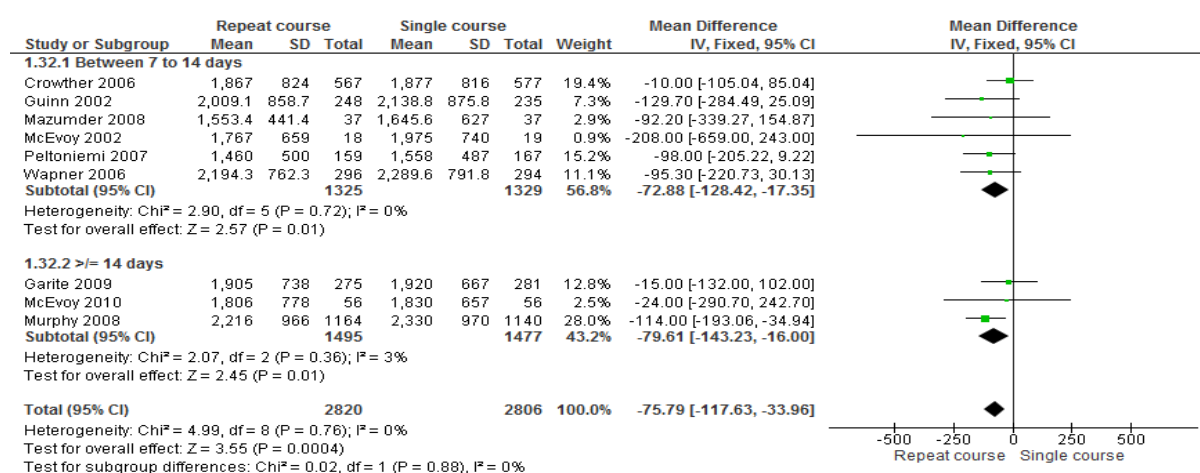 Repeat course Single course Mean Difference Mean Difference
Study or Subgroup Mean SD Total Mean SD Total Weight IV, Fixed, 95% CI IV, Fixed, 95% CI
1.32.1 Between 7 to 14 days
Crowther 2006 1,867 824 567 1,877 816 577 19.4% -10.00 [-105.04, 85.04]
Guinn 2002 2,009.1 858.7 248 2,138.8 875.8 235 7.3% -129.70 [-284.49, 25.09]
Mazumder 2008 1,553.4 441.4 37 1,645.6 627 37 2.9% -92.20 [-339.27, 154.87]
McEvoy 2002 1,767 659 18 1,975 740 19 0.9% -208.00 [-659.00, 243.00]
Peltoniemi 2007 1,460 500 159 1,558 487 167 15.2% -98.00 [-205.22, 9.22]
Wapner 2006 2,194.3 762.3 296 2,289.6 791.8 294 11.1% -95.30 [-220.73, 30.13]
Subtotal (95% CI) 1325 1329 56.8% -72.88 [-128.42, -17.35]
Heterogeneity: Chi² = 2.90, df = 5 (P = 0.72); I² = 0%
Test for overall effect: Z = 2.57 (P = 0.01)
1.32.2 >/= 14 days
Garite 2009 1,905 738 275 1,920 667 281 12.8% -15.00 [-132.00, 102.00]
McEvoy 2010 1,806 778 56 1,830 657 56 2.5% -24.00 [-290.70, 242.70]
Murphy 2008 2,216 966 1164 2,330 970 1140 28.0% -114.00 [-193.06, -34.94]
Subtotal (95% CI) 1495 1477 43.2% -79.61 [-143.23, -16.00]
Heterogeneity: Chi² = 2.07, df = 2 (P = 0.36); I² = 3%
Test for overall effect: Z = 2.45 (P = 0.01)
Total (95% CI) 2820 2806 100.0% -75.79 [-117.63, -33.96]
Heterogeneity: Chi² = 4.99, df = 8 (P = 0.76); I² = 0%
Test for overall effect: Z = 3.55 (P = 0.0004)
Test for subgroup differences: Chi² = 0.02, df = 1 (P = 0.88), I² = 0%
-500 -250 0 250 500
Repeat course Single course